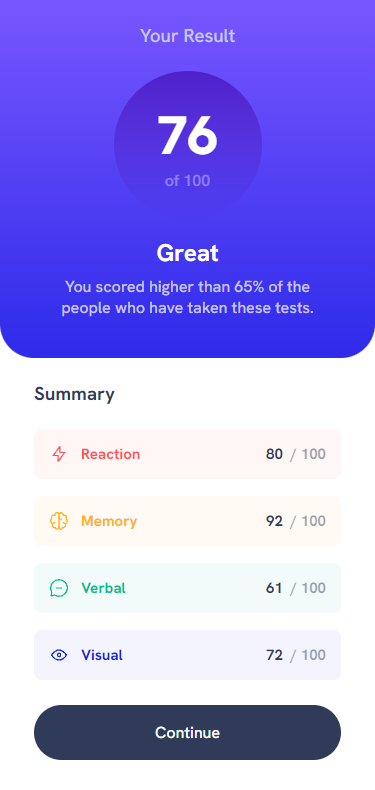 Your Result
76
of 100
Great
You scored higher than 65% of the
people who have taken these tests.
Summary
Reaction 80 / 100
Memory 92 / 100
Verbal 61 / 100
Visual 72 / 100
Continue